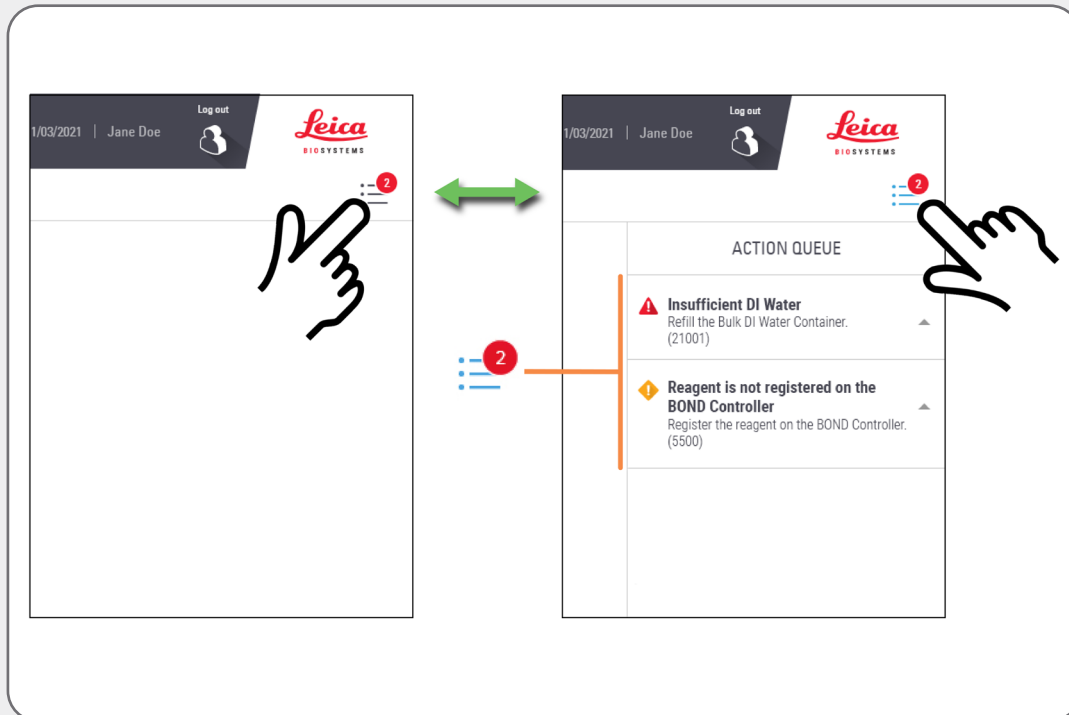 Log out
1/03/2021 | Jane Doe
Leica
BIOSYSTEMS
2
2
Log out
1/03/2021 | Jane Doe
Leica
BIOSYSTEMS
2
ACTION QUEUE
Insufficient DI Water
Refill the Bulk DI Water Container.
(21001)
Reagent is not registered on the
BOND Controller
Register the reagent on the BOND Controller.
(5500)